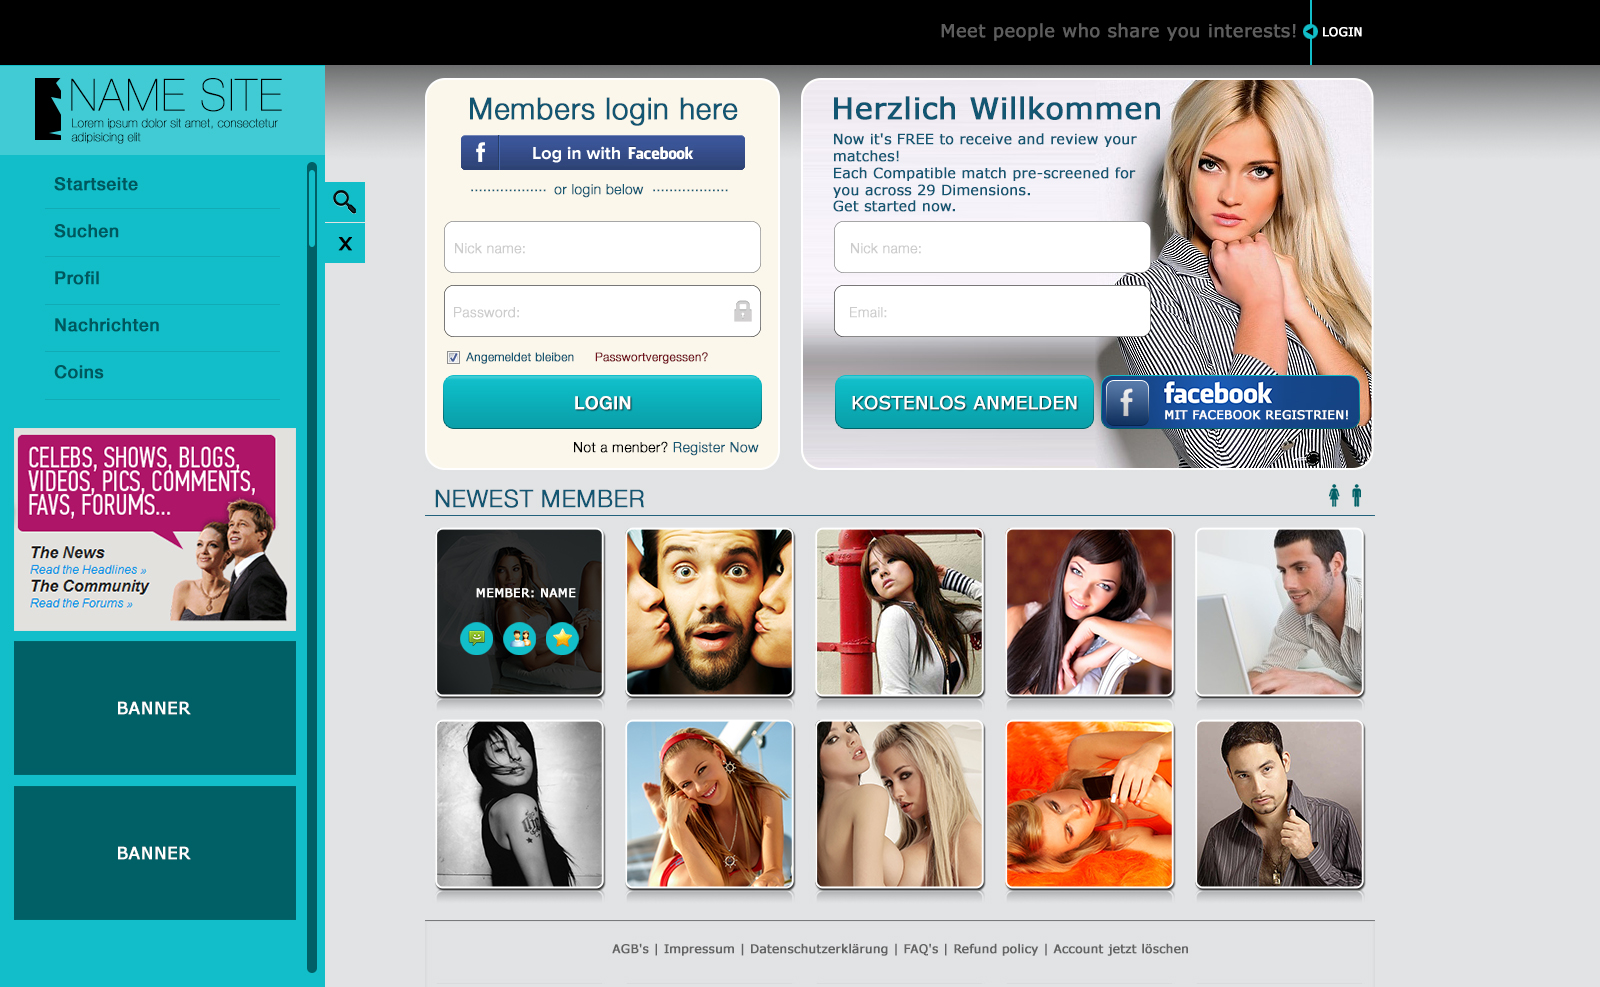 Meet people who share you interests!
LOGIN
NAME SITE
Lorem ipsum dolor sit amet, consectetur
adipisicing elit
Startseite
Suchen
Profil
Nachrichten
Coins
X
CELEBS, SHOWS, BLOGS,
VIDEOS, PICS, COMMENTS,
FAVS, FORUMS...
The News
Read the Headlines »
The Community
Read the Forums »
BANNER
BANNER
Members login here
f Log in with Facebook
or login below
Nick name:
Password:
Angemeldet bleiben Passwortvergessen?
LOGIN
Not a menber? Register Now
Herzlich Willkommen
Now it's FREE to receive and review your
matches!
Each Compatible match pre-screened for
you across 29 Dimensions.
Get started now.
Nick name:
Email:
KOSTENLOS ANMELDEN
f facebook
MIT FACEBOOK REGISTRIEN!
NEWEST MEMBER
MEMBER: NAME
AGB's | Impressum | Datenschutzerklärung | FAQ's | Refund policy | Account jetzt löschen